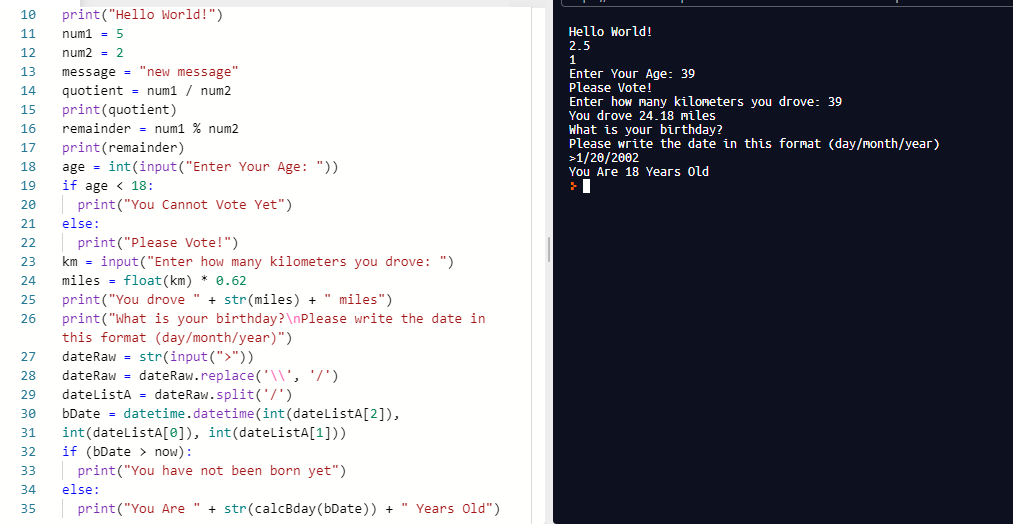 10 print("Hello World!")
11 num1 = 5
12 num2 = 2
13 message = "new message"
14 quotient = num1 / num2
15 print(quotient)
16 remainder = num1 % num2
17 print(remainder)
18 age = int(input("Enter Your Age: "))
19 if age < 18:
20 print("You Cannot Vote Yet")
21 else:
22 print("Please Vote!")
23 km = input("Enter how many kilometers you drove: ")
24 miles = float(km) * 0.62
25 print("You drove " + str(miles) + " miles")
26 print("What is your birthday?\nPlease write the date in
this format (day/month/year)")
27 dateRaw = str(input(">"))
28 dateRaw = dateRaw.replace('\\', '/')
29 dateListA = dateRaw.split('/')
30 bDate = datetime.datetime(int(dateListA[2]),
31 int(dateListA[0]), int(dateListA[1]))
32 if (bDate > now):
33 print("You have not been born yet")
34 else:
35 print("You Are " + str(calcBday(bDate)) + " Years Old")
Hello World!
2.5
1
Enter Your Age: 39
Please Vote!
Enter how many kilometers you drove: 39
You drove 24.18 miles
What is your birthday?
Please write the date in this format (day/month/year)
>1/20/2002
You Are 18 Years Old